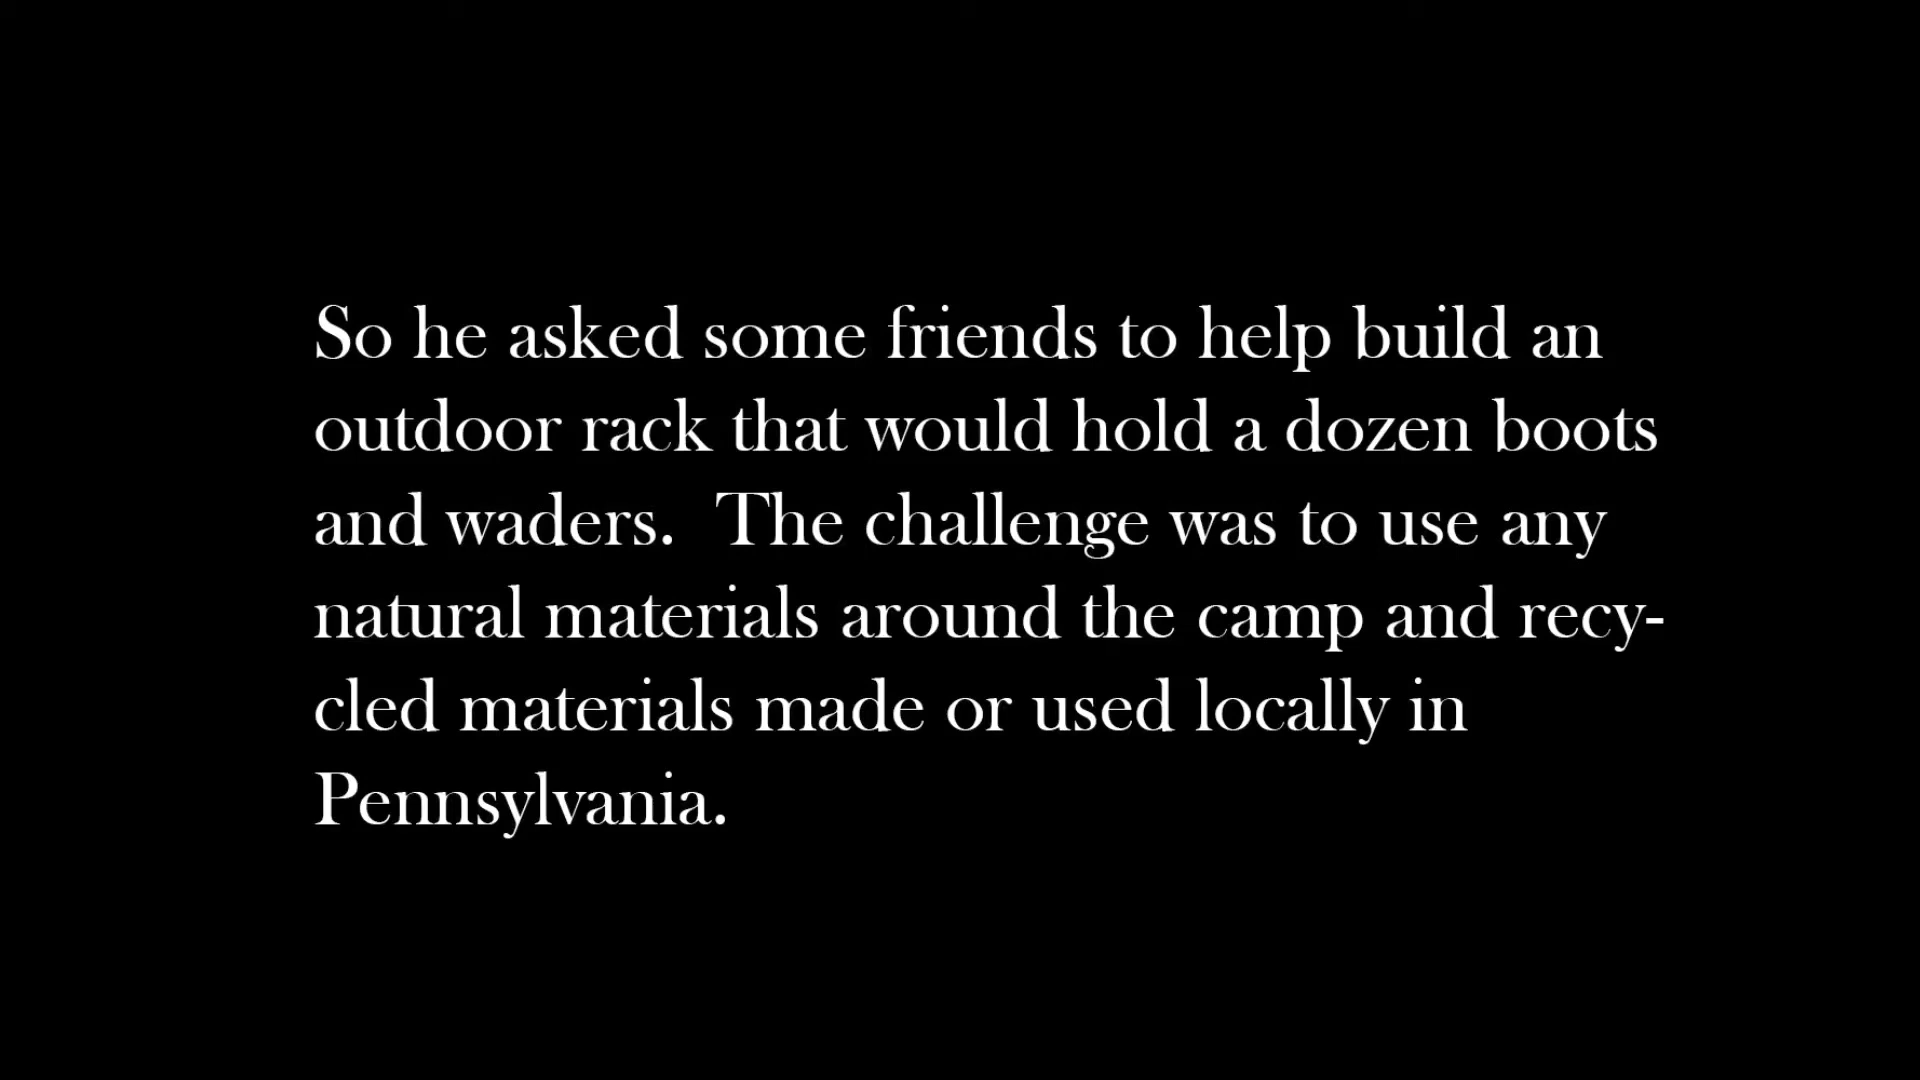 So he asked some friends to help build an
outdoor rack that would hold a dozen boots
and waders.  The challenge was to use any
natural materials around the camp and recy-
cled materials made or used locally in
Pennsylvania.